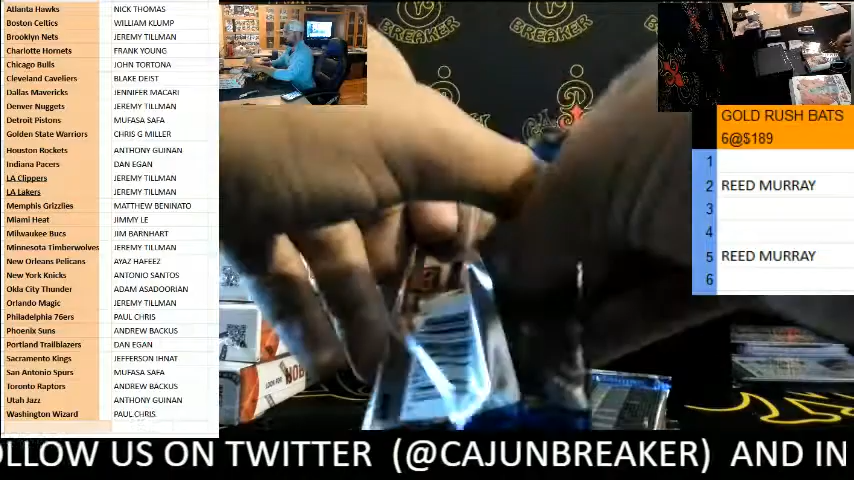 Atlanta Hawks NICK THOMAS
Boston Celtics WILLIAM KLUMP
Brooklyn Nets JEREMY TILLMAN
Charlotte Hornets FRANK YOUNG
Chicago Bulls JOHN TORTONA
Cleveland Cavaliers BLAKE DEIST
Dallas Mavericks JENNIFER MACARI
Denver Nuggets JEREMY TILLMAN
Detroit Pistons MUFASA SAFA
Golden State Warriors CHRIS G MILLER
Houston Rockets ANTHONY GUINAN
Indiana Pacers DAN EGAN
LA Clippers JEREMY TILLMAN
LA Lakers JEREMY TILLMAN
Memphis Grizzlies MATTHEW BENINATO
Miami Heat JIMMY LE
Milwaukee Bucs JIM BARNHART
Minnesota Timberwolves JEREMY TILLMAN
New Orleans Pelicans AYAZ HAFEEZ
New York Knicks ANTONIO SANTOS
Okla City Thunder ADAM ASADOORIAN
Orlando Magic JEREMY TILLMAN
Philadelphia 76ers PAUL CHRIS
Phoenix Suns ANDREW BACKUS
Portland Trailblazers DAN EGAN
Sacramento Kings JEFFERSON IHNAT
San Antonio Spurs MUFASA SAFA
Toronto Raptors ANDREW BACKUS
Utah Jazz ANTHONY GUINAN
Washington Wizard PAUL CHRIS
BREAKER
BREAKER
GOLD RUSH BATS
6@$189
1
2 REED MURRAY
3
4
5 REED MURRAY
6
OLLOW US ON TWITTER (@CAJUNBREAKER) AND IN